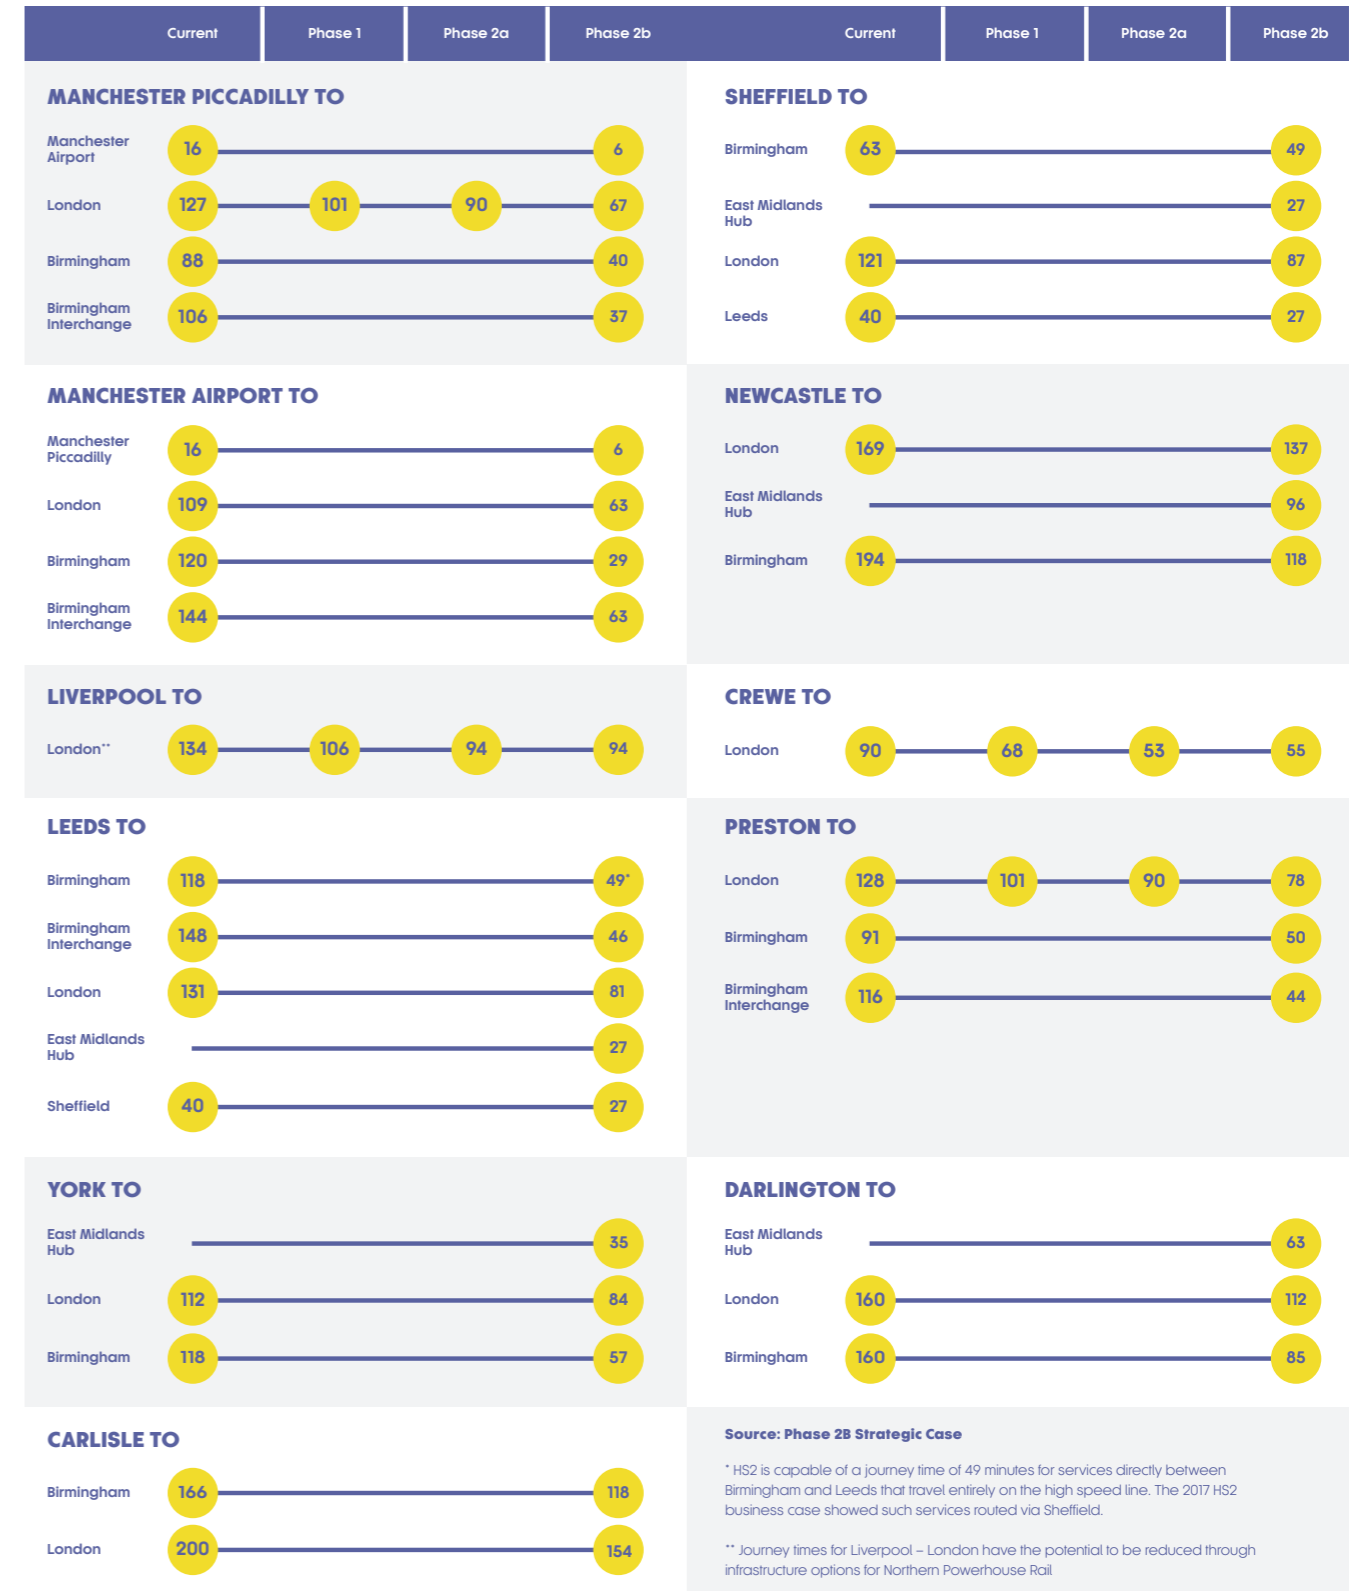 Current Phase 1 Phase 2a Phase 2b Current Phase 1 Phase 2a Phase 2b
MANCHESTER PICCADILLY TO
Manchester
Airport
16 6
London 127 101 90 67
Birmingham 88 40
Birmingham
Interchange
106 37
SHEFFIELD TO
Birmingham 63 49
East Midlands
Hub
27
London 121 87
Leeds 40 27
MANCHESTER AIRPORT TO
Manchester
Piccadilly
16 6
London 109 63
Birmingham 120 29
Birmingham
Interchange
144 63
NEWCASTLE TO
London 169 137
East Midlands
Hub
96
Birmingham 194 118
LIVERPOOL TO
London** 134 106 94 94
CREWE TO
London 90 68 53 55
LEEDS TO
Birmingham 118 49*
Birmingham
Interchange
148 46
London 131 81
East Midlands
Hub
27
Sheffield 40 27
PRESTON TO
London 128 101 90 78
Birmingham 91 50
Birmingham
Interchange
116 44
YORK TO
East Midlands
Hub
35
London 112 84
Birmingham 118 57
DARLINGTON TO
East Midlands
Hub
63
London 160 112
Birmingham 160 85
CARLISLE TO
Birmingham 166 118
London 200 154
Source: Phase 2B Strategic Case
* HS2 is capable of a journey time of 49 minutes for services directly between
Birmingham and Leeds that travel entirely on the high speed line. The 2017 HS2
business case showed such services routed via Sheffield.
** Journey times for Liverpool – London have the potential to be reduced through
infrastructure options for Northern Powerhouse Rail